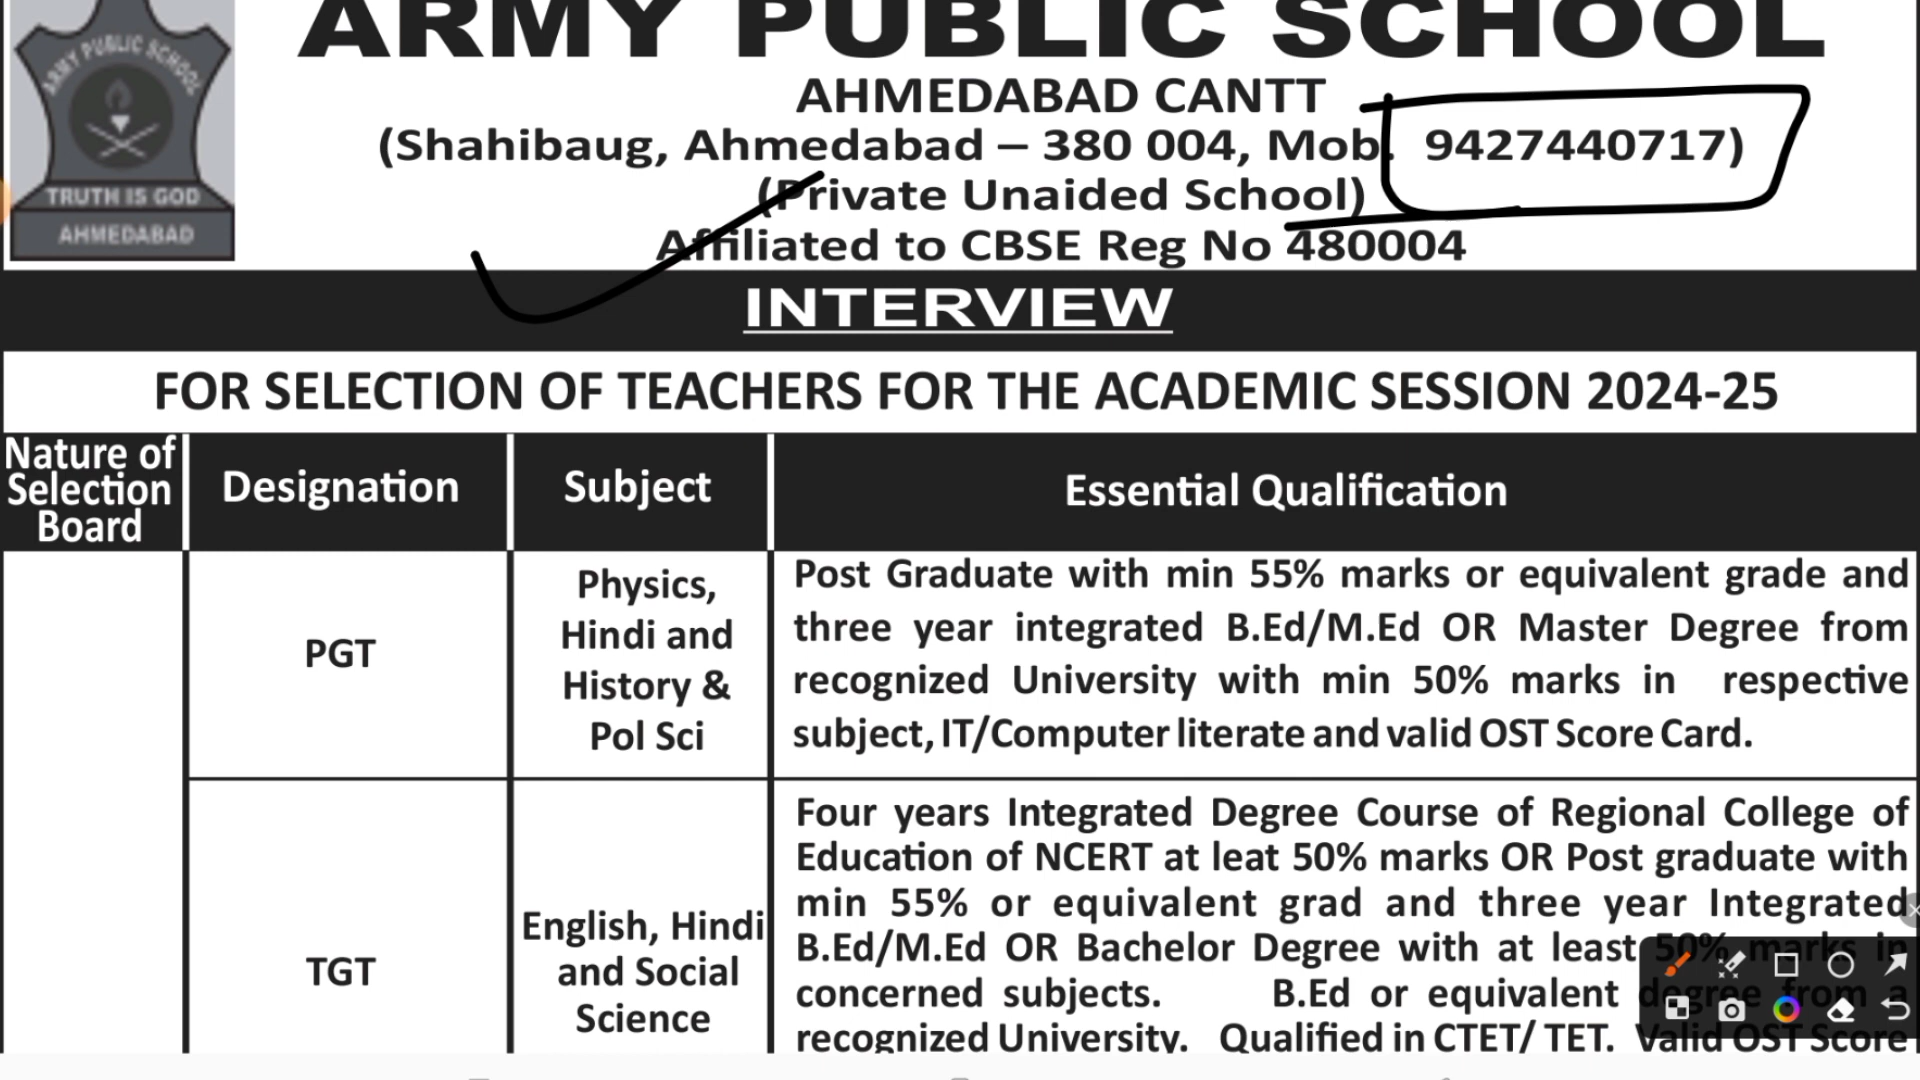 ARMY PUBLIC SCHOOL
ARMY PUBLIC SCHOOL
TRUTH IS GOD
AHMEDABAD
AHMEDABAD CANTT
(Shahibaug, Ahmedabad – 380 004, Mob. 9427440717)
(Private Unaided School)
Affiliated to CBSE Reg No 480004
INTERVIEW
FOR SELECTION OF TEACHERS FOR THE ACADEMIC SESSION 2024-25
Nature of
Selection
Board
Designation
Subject
Essential Qualification
PGT
Physics,
Hindi and
History &
Pol Sci
Post Graduate with min 55% marks or equivalent grade and
three year integrated B.Ed/M.Ed OR Master Degree from
recognized University with min 50% marks in respective
subject, IT/Computer literate and valid OST Score Card.
TGT
English, Hindi
and Social
Science
Four years Integrated Degree Course of Regional College of
Education of NCERT at leat 50% marks OR Post graduate with
min 55% or equivalent grad and three year Integrated
B.Ed/M.Ed OR Bachelor Degree with at least 50% marks in
concerned subjects. B.Ed or equivalent degree from a
recognized University. Qualified in CTET/ TET. Valid OST Score